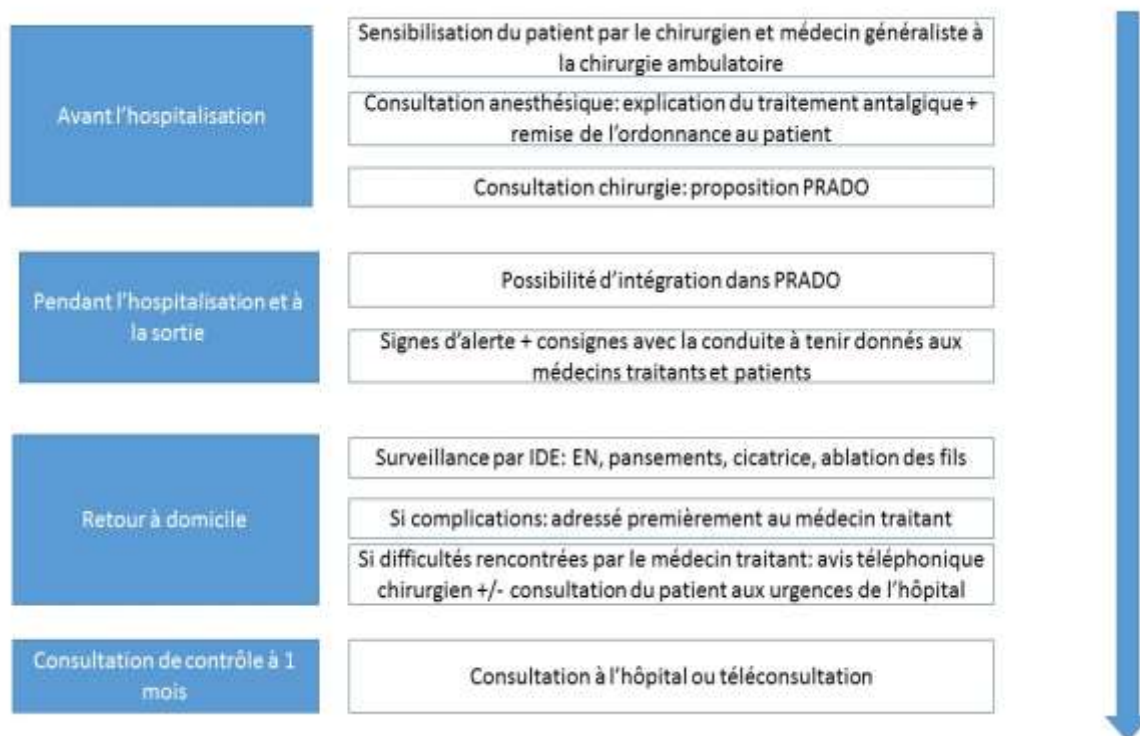 Avant l'hospitalisation
Sensibilisation du patient par le chirurgien et médecin généraliste à
la chirurgie ambulatoire
Consultation anesthésique: explication du traitement antalgique +
remise de l'ordonnance au patient
Consultation chirurgie: proposition PRADO
Pendant l'hospitalisation et à
la sortie
Possibilité d'intégration dans PRADO
Signes d'alerte + consignes avec la conduite à tenir donnés aux
médecins traitants et patients
Retour à domicile
Surveillance par IDE: EN, pansements, cicatrice, ablation des fils
Si complications: adressé premièrement au médecin traitant
Si difficultés rencontrées par le médecin traitant: avis téléphonique
chirurgien +/- consultation du patient aux urgences de l'hôpital
Consultation de contrôle à 1
mois
Consultation à l'hôpital ou téléconsultation